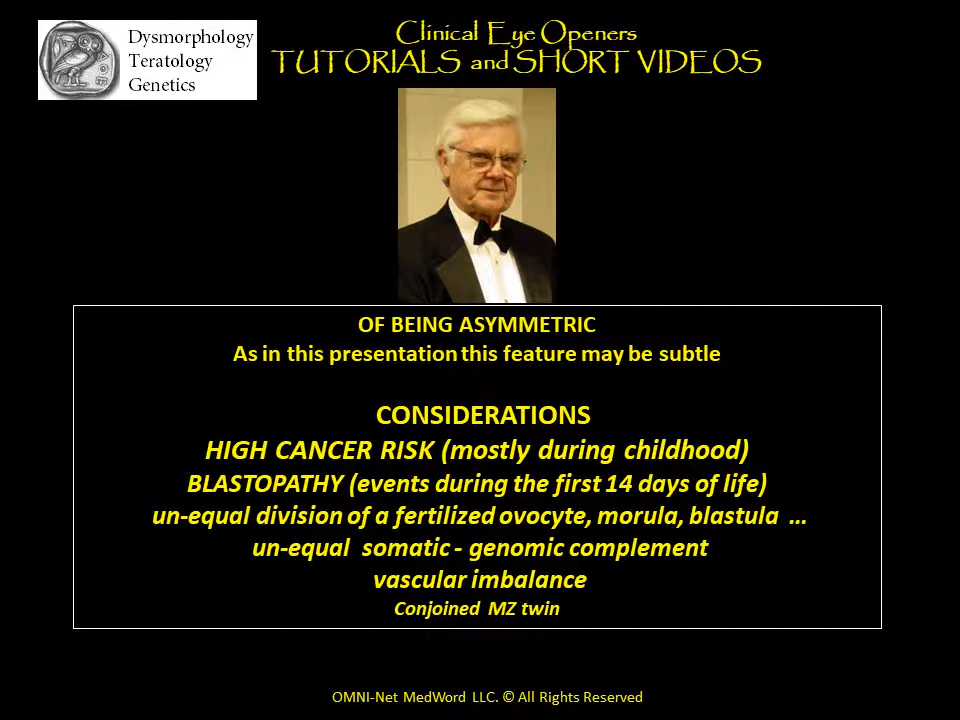 Dysmorphology
Teratology
Genetics
Clinical Eye Openers
TUTORIALS and SHORT VIDEOS
OF BEING ASYMMETRIC
As in this presentation this feature may be subtle
CONSIDERATIONS
HIGH CANCER RISK (mostly during childhood)
BLASTOPATHY (events during the first 14 days of life)
un-equal division of a fertilized ovocyte, morula, blastula ...
un-equal somatic - genomic complement
vascular imbalance
Conjoined MZ twin
OMNI-Net MedWord LLC. © All Rights Reserved